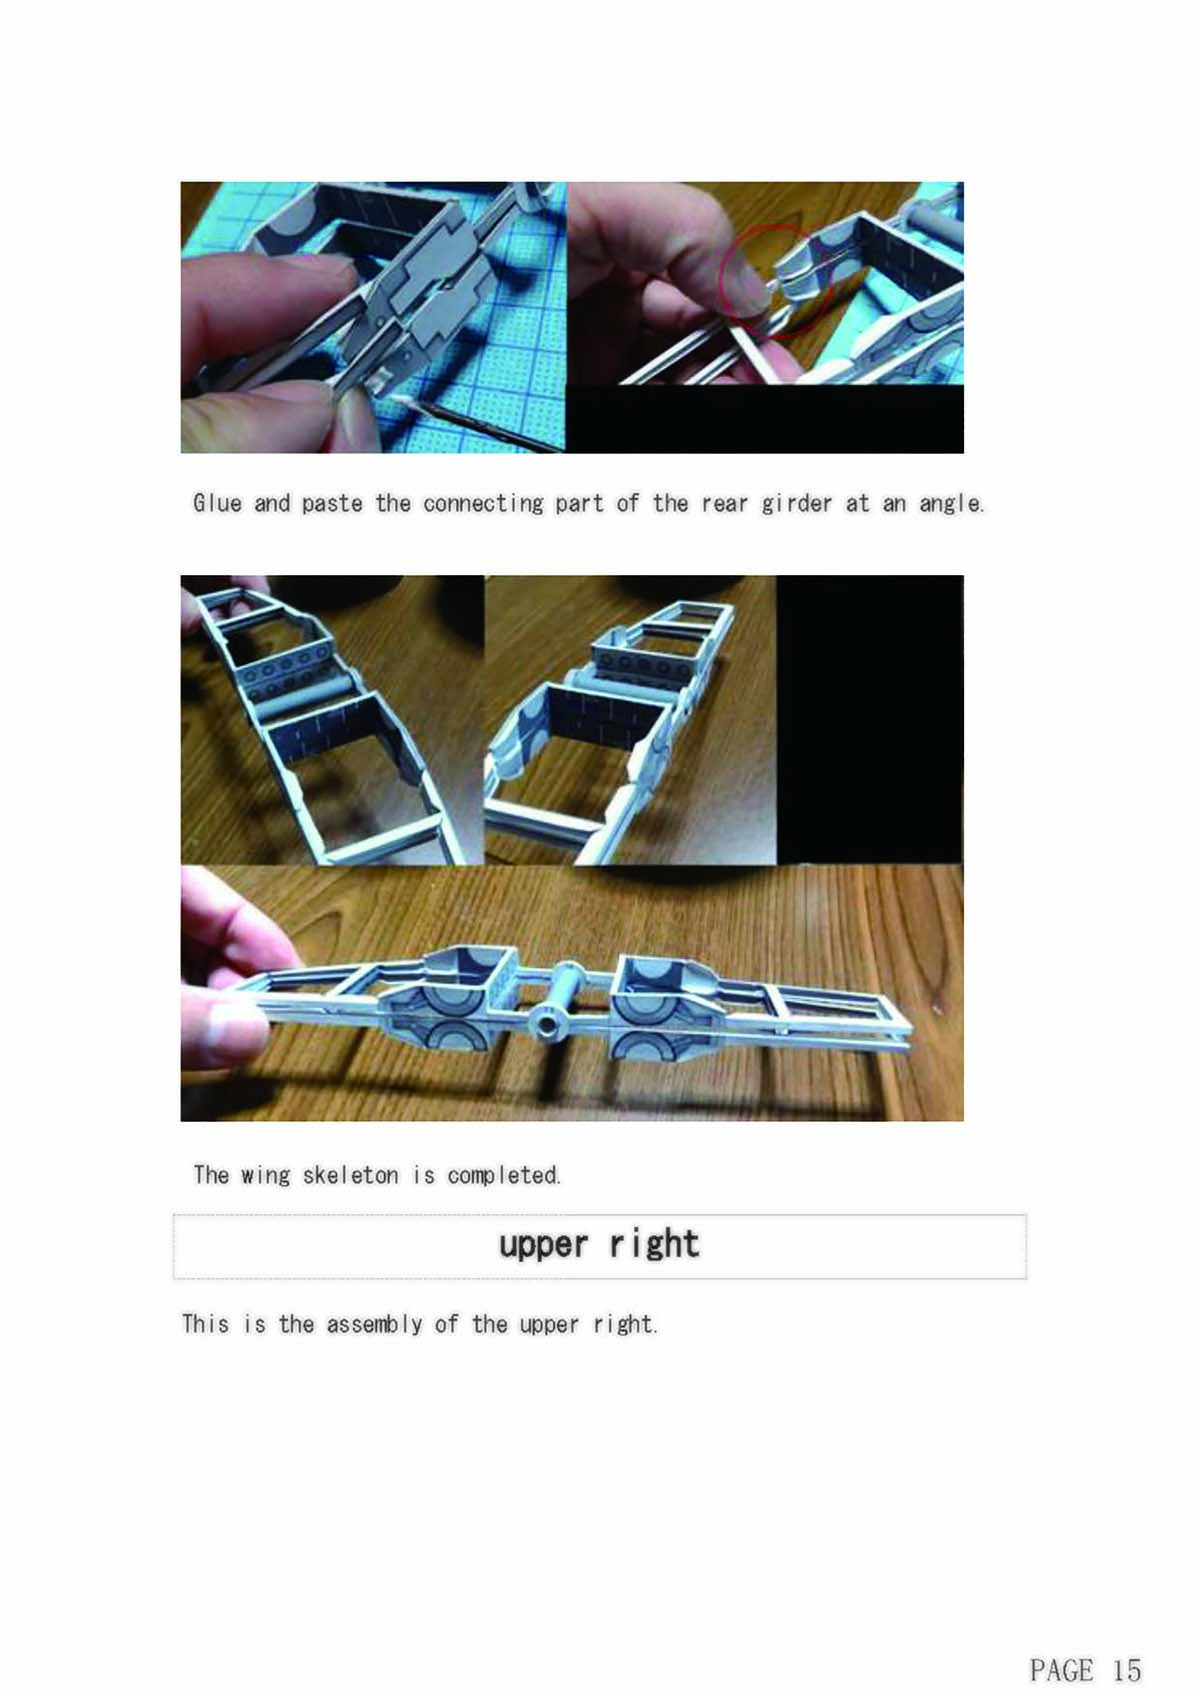 Glue and paste the connecting part of the rear girder at an angle.
The wing skeleton is completed.
upper right
This is the assembly of the upper right.
PAGE 15